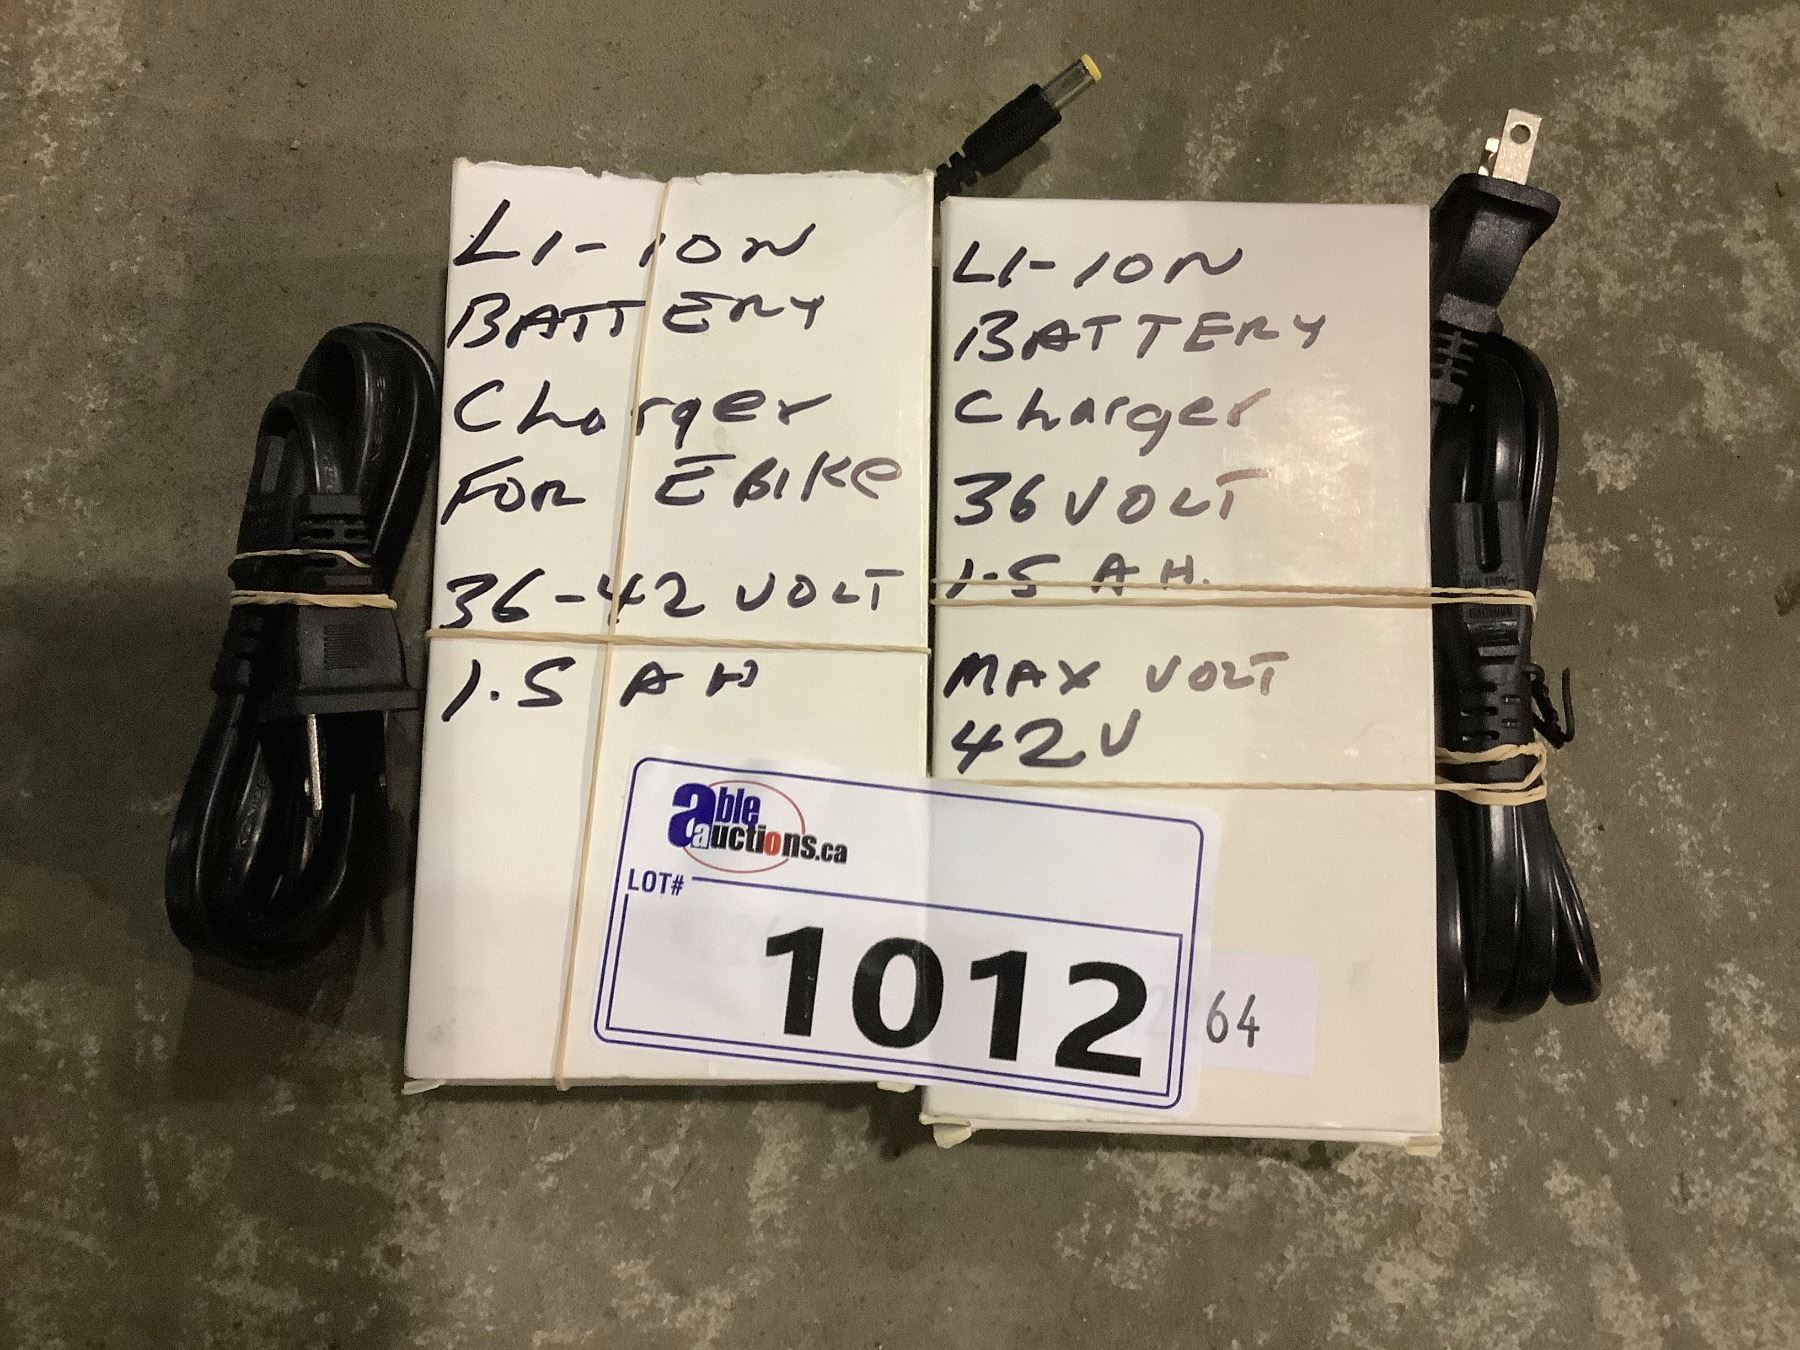 LI-ION
BATTERY
Charger
FOR EBIKE
36-42 VOLT
1.5 AH
LI-ION
BATTERY
Charger
36 VOLT
1.5 AH.
MAX VOLT
42V
able
auctions.ca
LOT#
1012
64